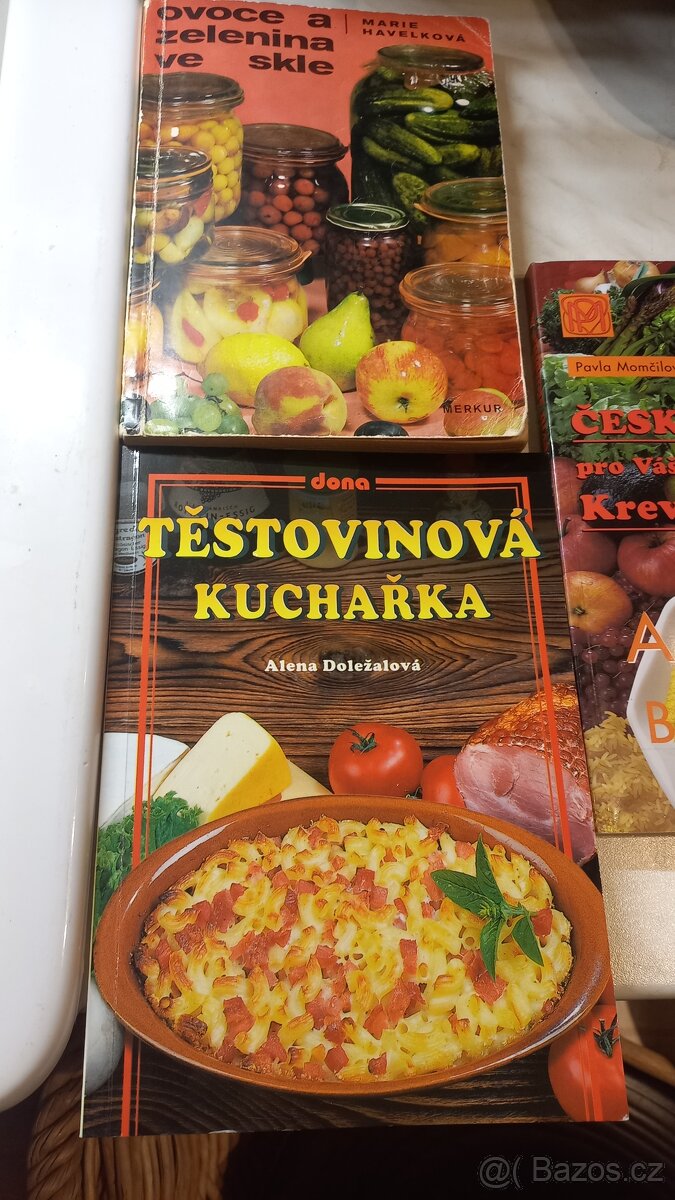 ovoce a
zelenina
ve skle
MARIE
HAVELKOVÁ
MERKUR
dona
TĚSTOVINOVÁ
KUCHAŘKA
Alena Doležalová
Pavla Momčilov
ČESK
pro Váš
Krev
A
B
@( Bazos.cz